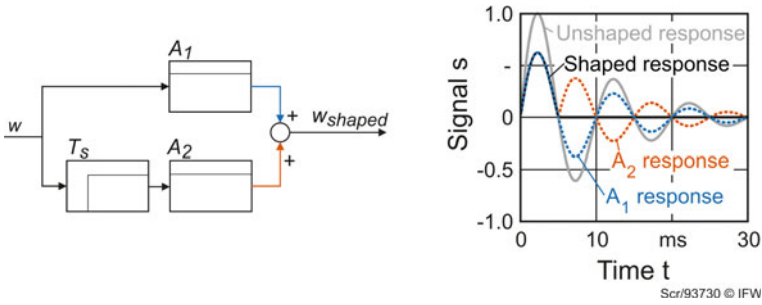 A1
w
Ts
A2
+
+
wshaped
Signal s
1.0
-
0
-0.5
-1.0
Unshaped response
Shaped response
A2 response
A1 response
0
10
ms
30
Time t
Scr/93730 © IFW